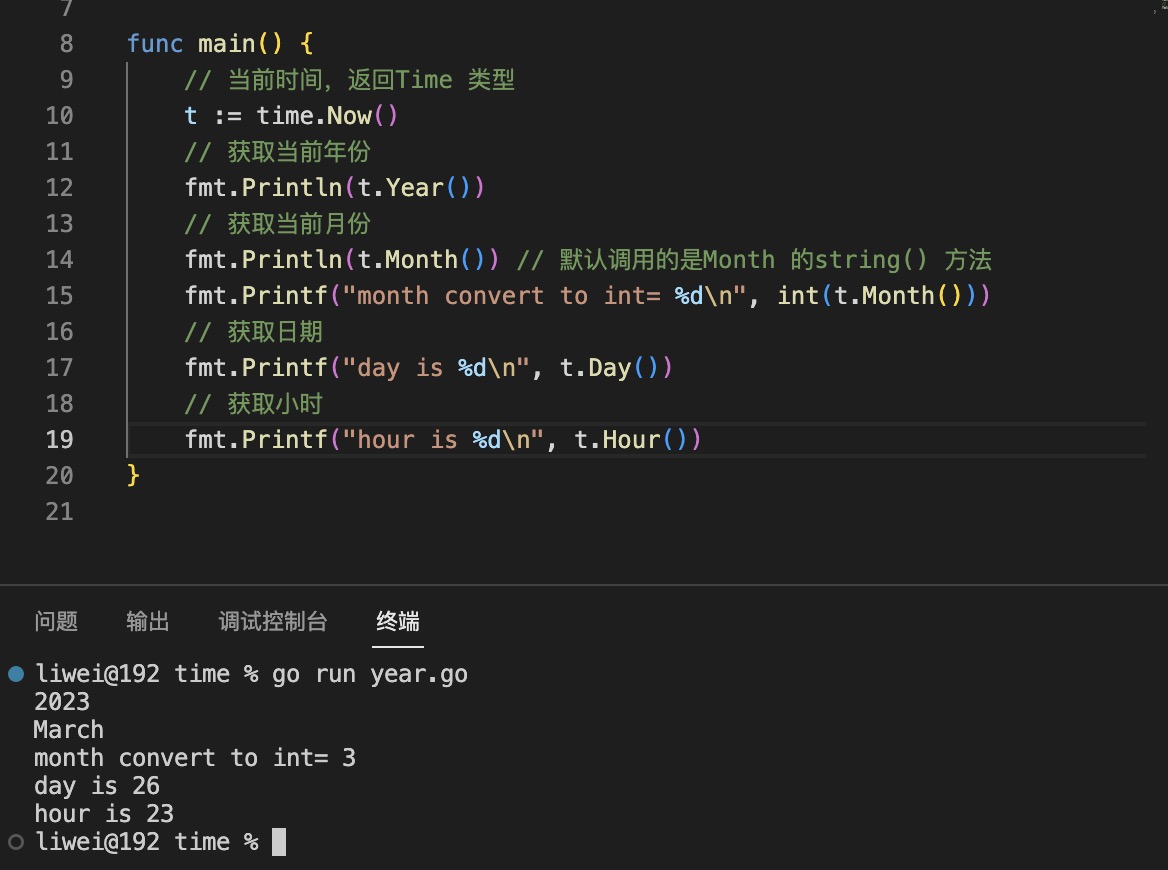 7
8 func main() {
9 // 当前时间，返回Time 类型
10 t := time.Now()
11 // 获取当前年份
12 fmt.Println(t.Year())
13 // 获取当前月份
14 fmt.Println(t.Month()) // 默认调用的是Month 的string() 方法
15 fmt.Printf("month convert to int= %d\n", int(t.Month()))
16 // 获取日期
17 fmt.Printf("day is %d\n", t.Day())
18 // 获取小时
19 fmt.Printf("hour is %d\n", t.Hour())
20 }
21
问题 输出 调试控制台 终端
liwei@192 time % go run year.go
2023
March
month convert to int= 3
day is 26
hour is 23
liwei@192 time %